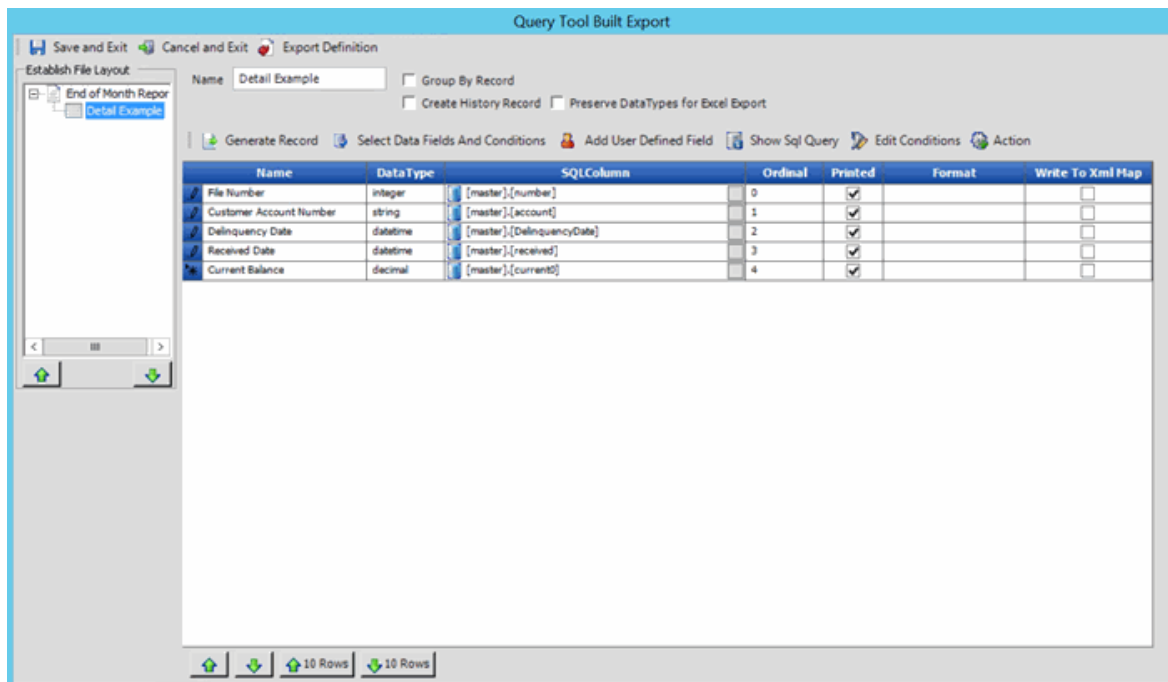 Query Tool Built Export
Save and Exit Cancel and Exit Export Definition
Establish File Layout
End of Month Repor
Detail Example
Name Detail Example Group By Record
Create History Record Preserve DataTypes for Excel Export
Generate Record Select Data Fields And Conditions Add User Defined Field Show Sql Query Edit Conditions Action
Name DataType SQLColumn Ordinal Printed Format Write To Xml Map
File Number integer [master].[number] 0
Customer Account Number string [master].[account] 1
Delinquency Date datetime [master].[DelinquencyDate] 2
Received Date datetime [master].[received] 3
Current Balance decimal [master].[current0] 4
10 Rows 10 Rows